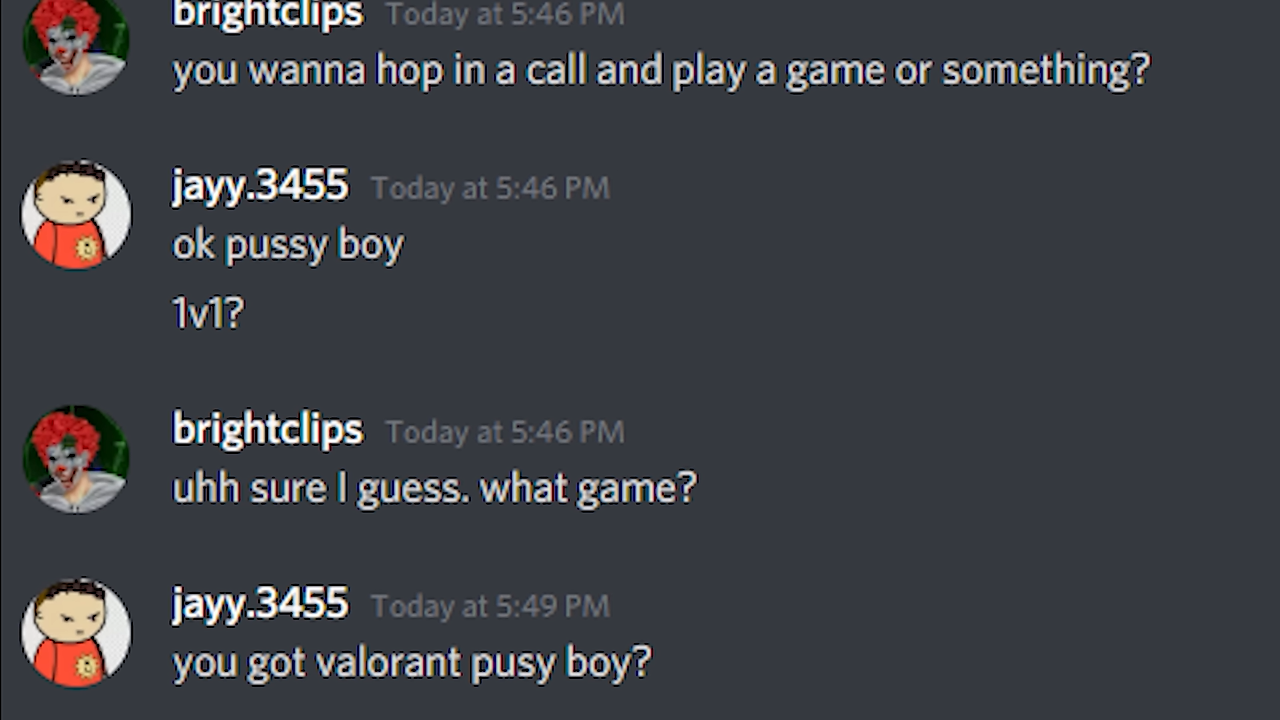 brightclips Today at 5:46 PM
you wanna hop in a call and play a game or something?
jayy.3455 Today at 5:46 PM
ok pussy boy
1v1?
brightclips Today at 5:46 PM
uhh sure I guess. what game?
jayy.3455 Today at 5:49 PM
you got valorant pusy boy?